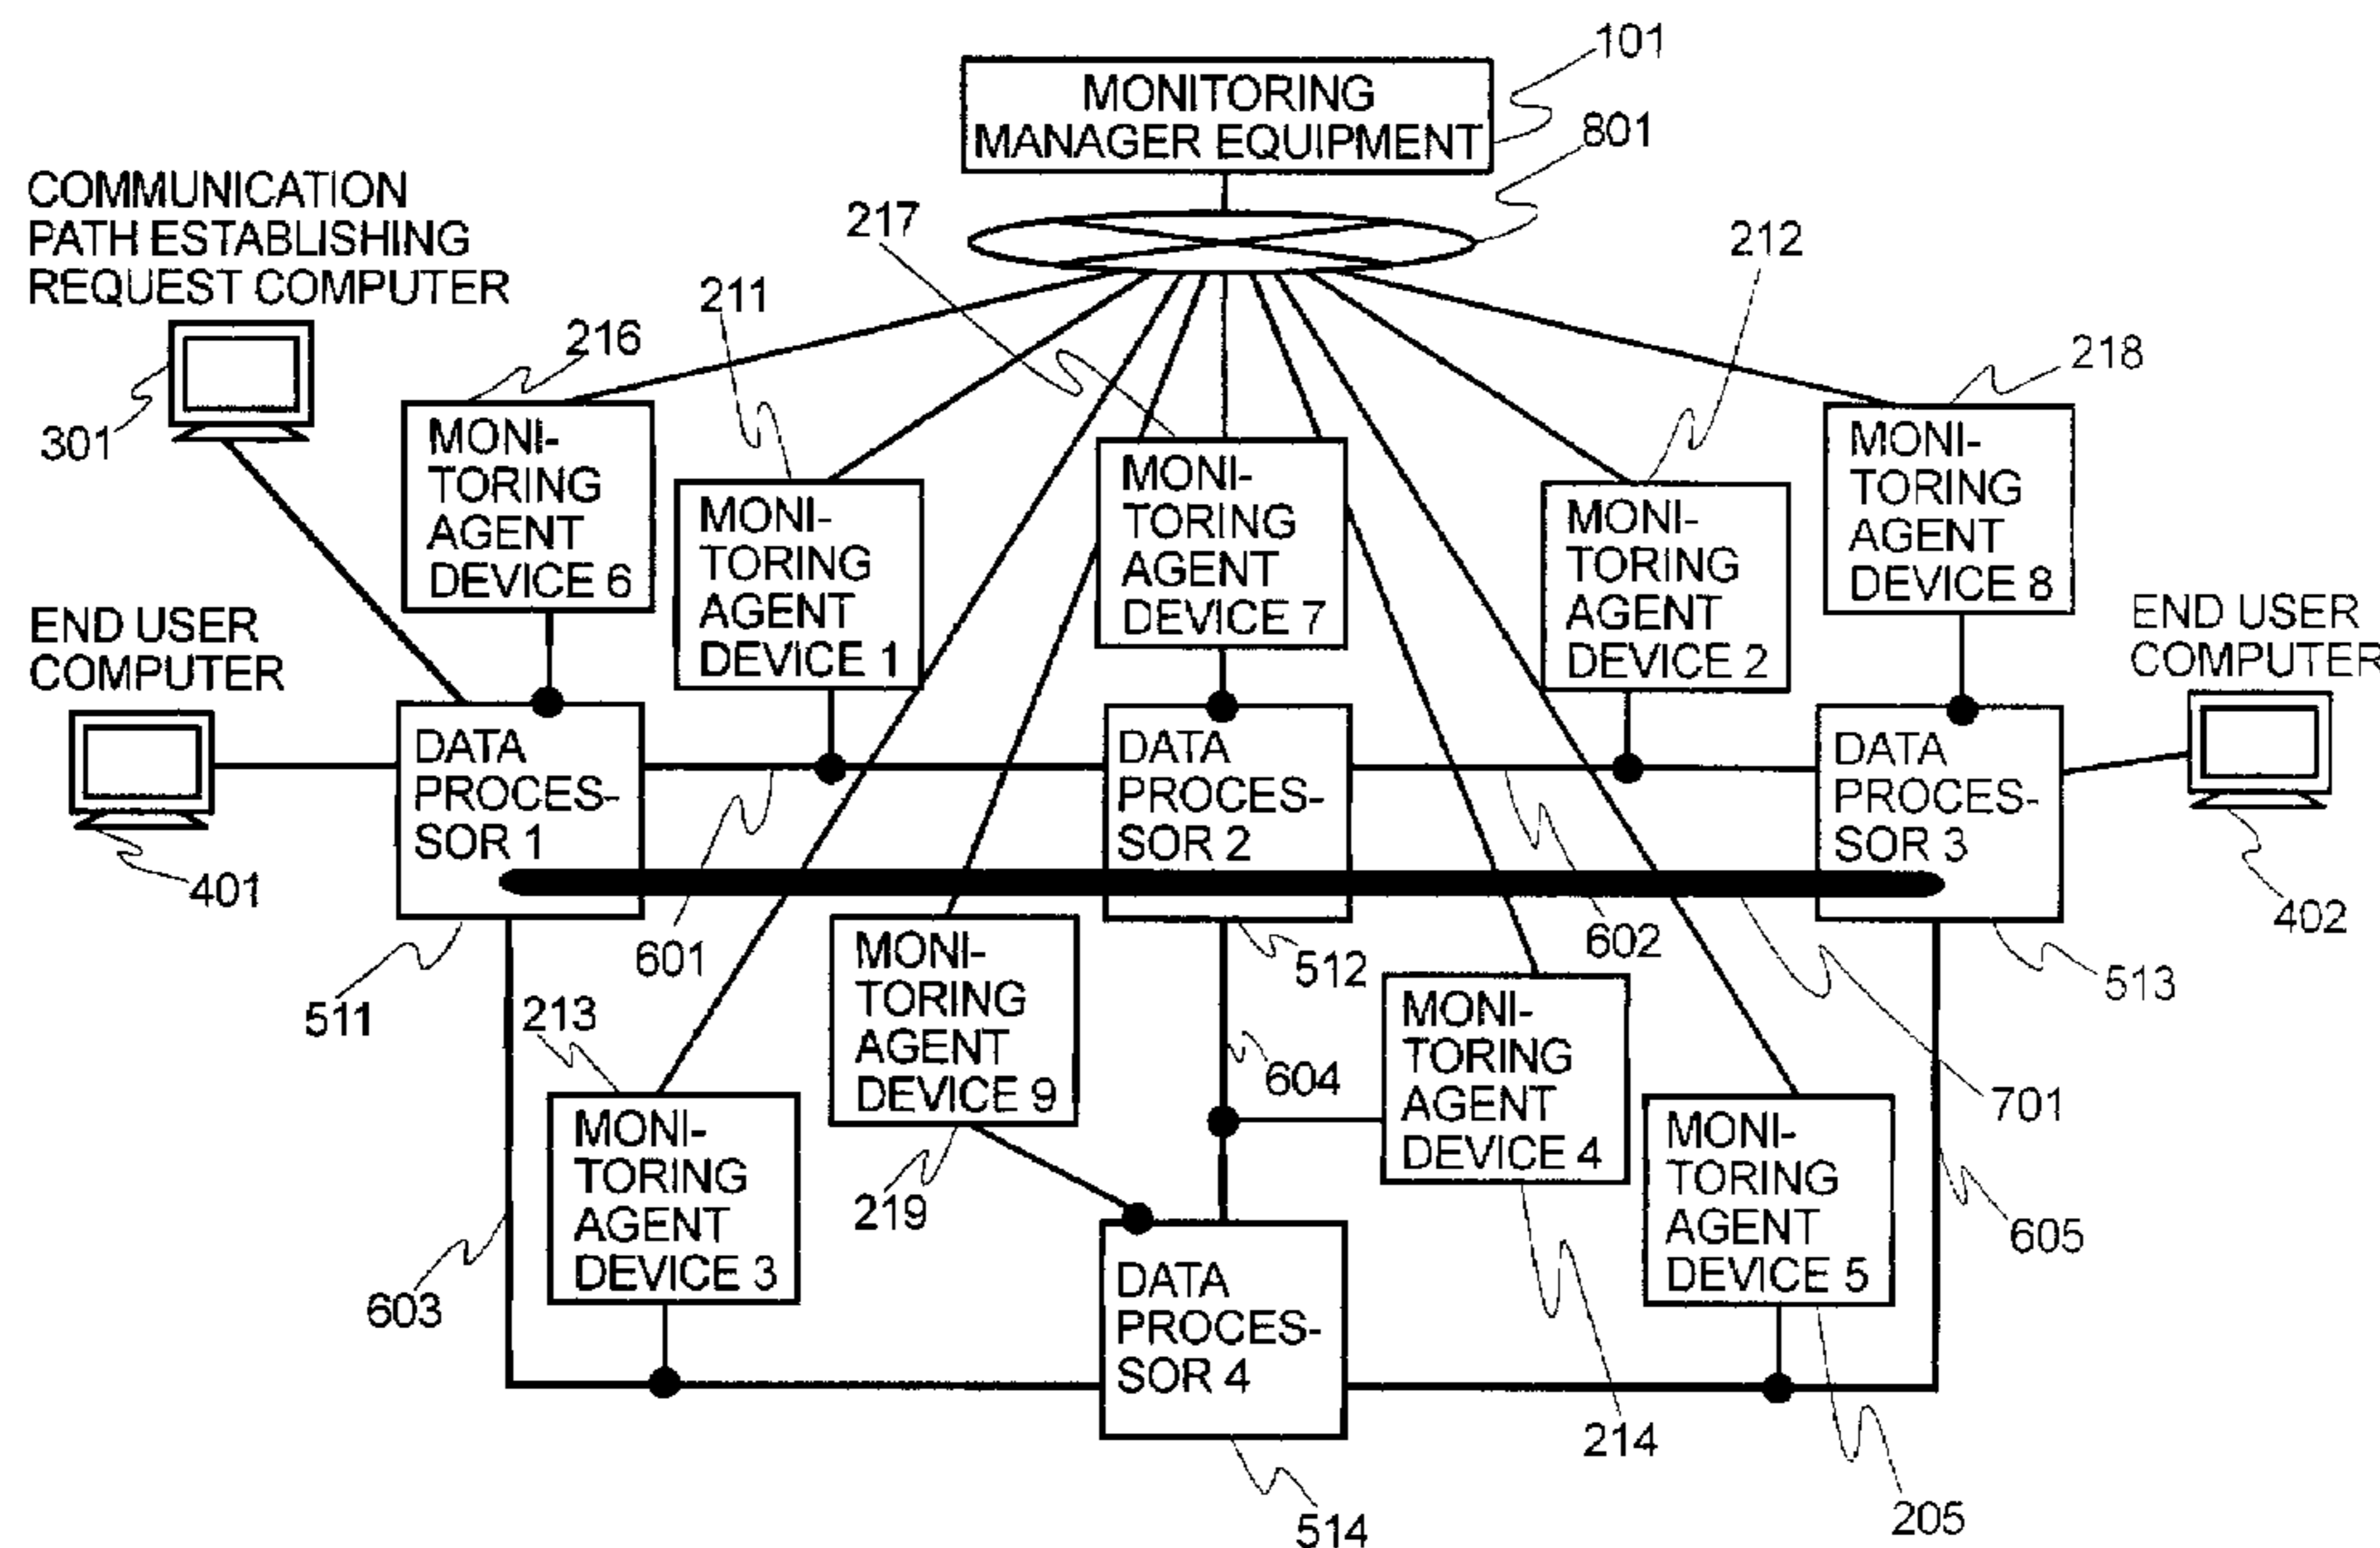 101
MONITORING
MANAGER EQUIPMENT
801
COMMUNICATION
PATH ESTABLISHING
REQUEST COMPUTER
217
212
211
216
218
301
MONI-
TORING
AGENT
DEVICE 6
MONI-
TORING
AGENT
DEVICE 1
MONI-
TORING
AGENT
DEVICE 7
MONI-
TORING
AGENT
DEVICE 2
MONI-
TORING
AGENT
DEVICE 8
END USER
COMPUTER
END USER
COMPUTER
DATA
PROCES-
SOR 1
DATA
PROCES-
SOR 2
DATA
PROCES-
SOR 3
401
601
602
402
511
512
513
213
MONI-
TORING
AGENT
DEVICE 9
604
MONI-
TORING
AGENT
DEVICE 4
701
MONI-
TORING
AGENT
DEVICE 3
219
MONI-
TORING
AGENT
DEVICE 5
605
603
DATA
PROCES-
SOR 4
214
205
514